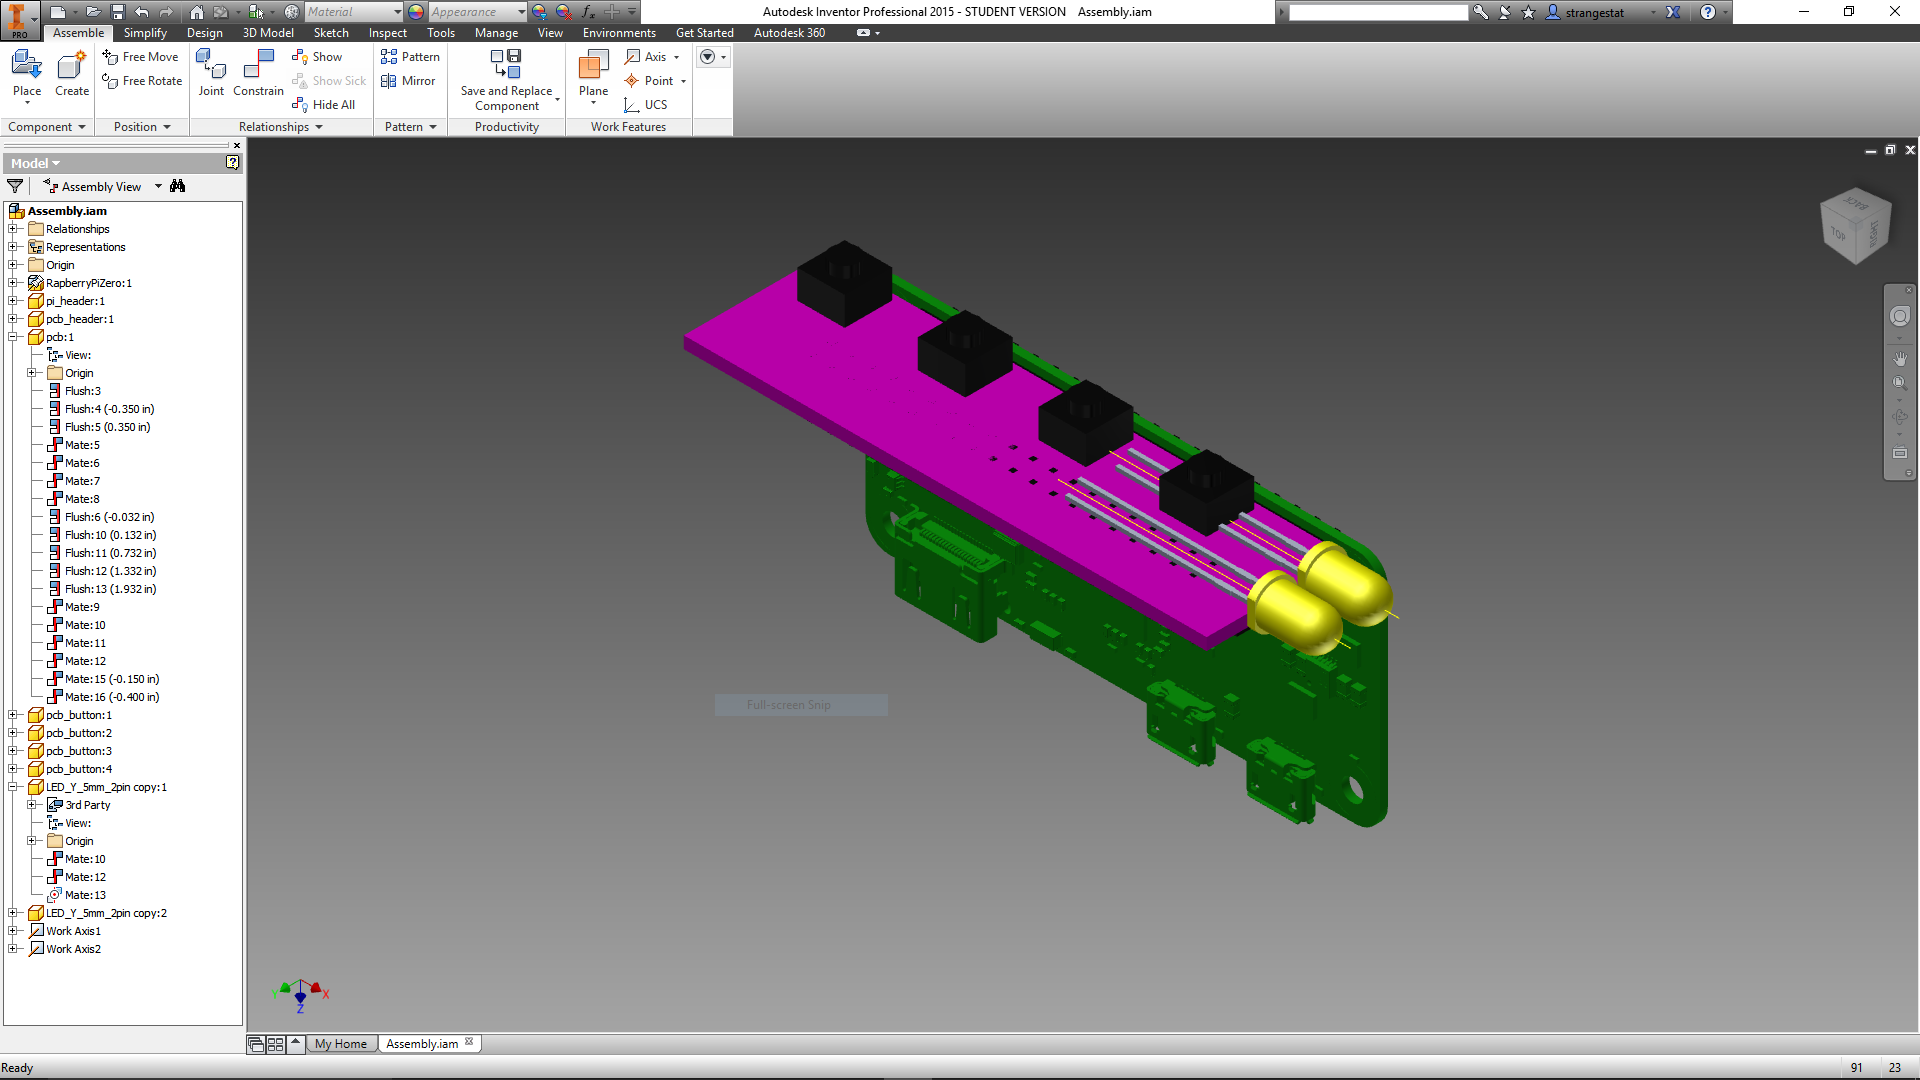 Material
Appearance
Autodesk Inventor Professional 2015 - STUDENT VERSION Assembly.iam
strangestat
PRO
Assemble Simplify Design 3D Model Sketch Inspect Tools Manage View Environments Get Started Autodesk 360
Place
Create
Free Move
Free Rotate
Joint
Constrain
Show
Show Sick
Hide All
Pattern
Mirror
Save and Replace
Component
Plane
Axis
Point
UCS
Component Position Relationships Pattern Productivity Work Features
Model
Assembly View
Assembly.iam
Relationships
Representations
Origin
RapberryPiZero:1
pi_header:1
pcb_header:1
pcb:1
View:
Origin
Flush:3
Flush:4 (-0.350 in)
Flush:5 (0.350 in)
Mate:5
Mate:6
Mate:7
Mate:8
Flush:6 (-0.032 in)
Flush:10 (0.132 in)
Flush:11 (0.732 in)
Flush:12 (1.332 in)
Flush:13 (1.932 in)
Mate:9
Mate:10
Mate:11
Mate:12
Mate:15 (-0.150 in)
Mate:16 (-0.400 in)
pcb_button:1
pcb_button:2
pcb_button:3
pcb_button:4
LED_Y_5mm_2pin copy:1
3rd Party
View:
Origin
Mate:10
Mate:12
Mate:13
LED_Y_5mm_2pin copy:2
Work Axis1
Work Axis2
BACK
TOP
RIGHT
Full-screen Snip
Y
X
Z
My Home Assembly.iam
Ready
91 23